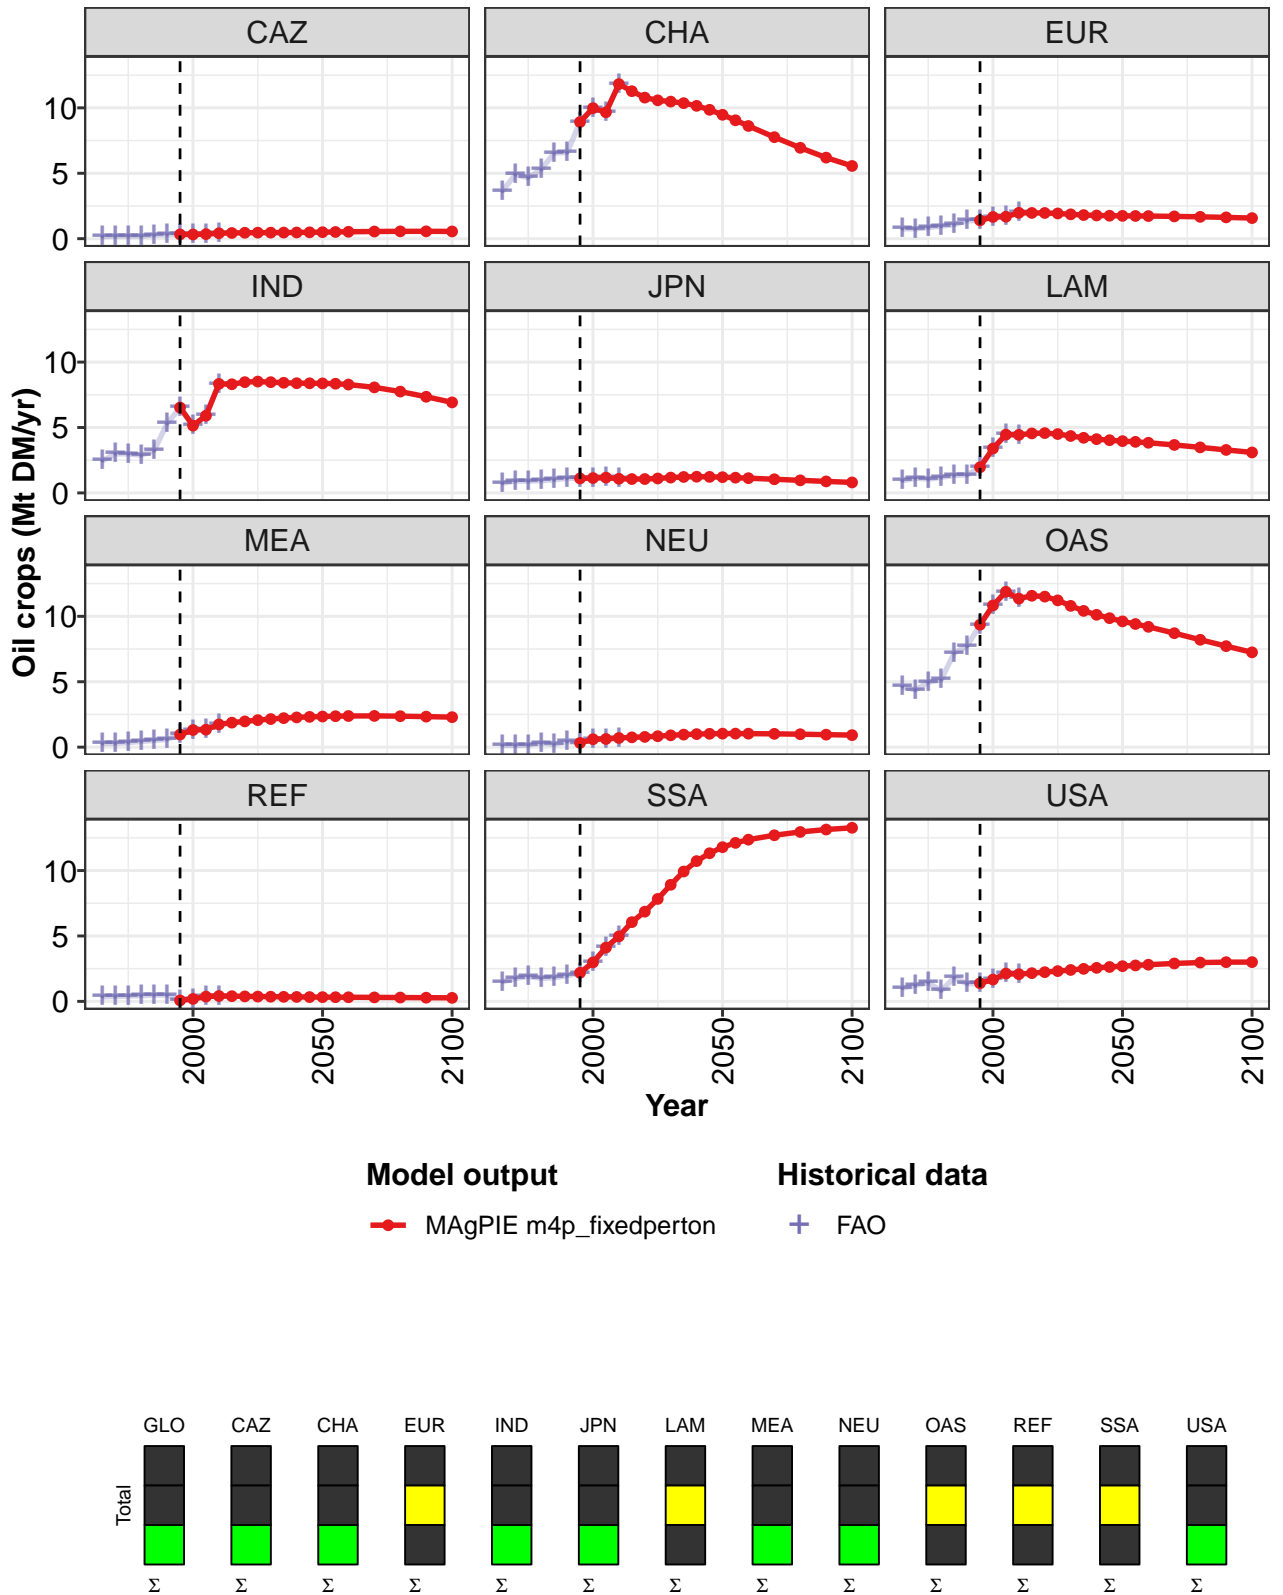 CAZ CHA EUR
10
5
0
IND JPN LAM
10
5
0
MEA NEU OAS
10
5
0
REF SSA USA
10
5
0
2000 2050 2100 2000 2050 2100 2000 2050 2100
Oil crops (Mt DM/yr)
Year
Model output Historical data
MAgPIE m4p_fixedperton FAO
GLO CAZ CHA EUR IND JPN LAM MEA NEU OAS REF SSA USA
Total
Σ Σ Σ Σ Σ Σ Σ Σ Σ Σ Σ Σ Σ